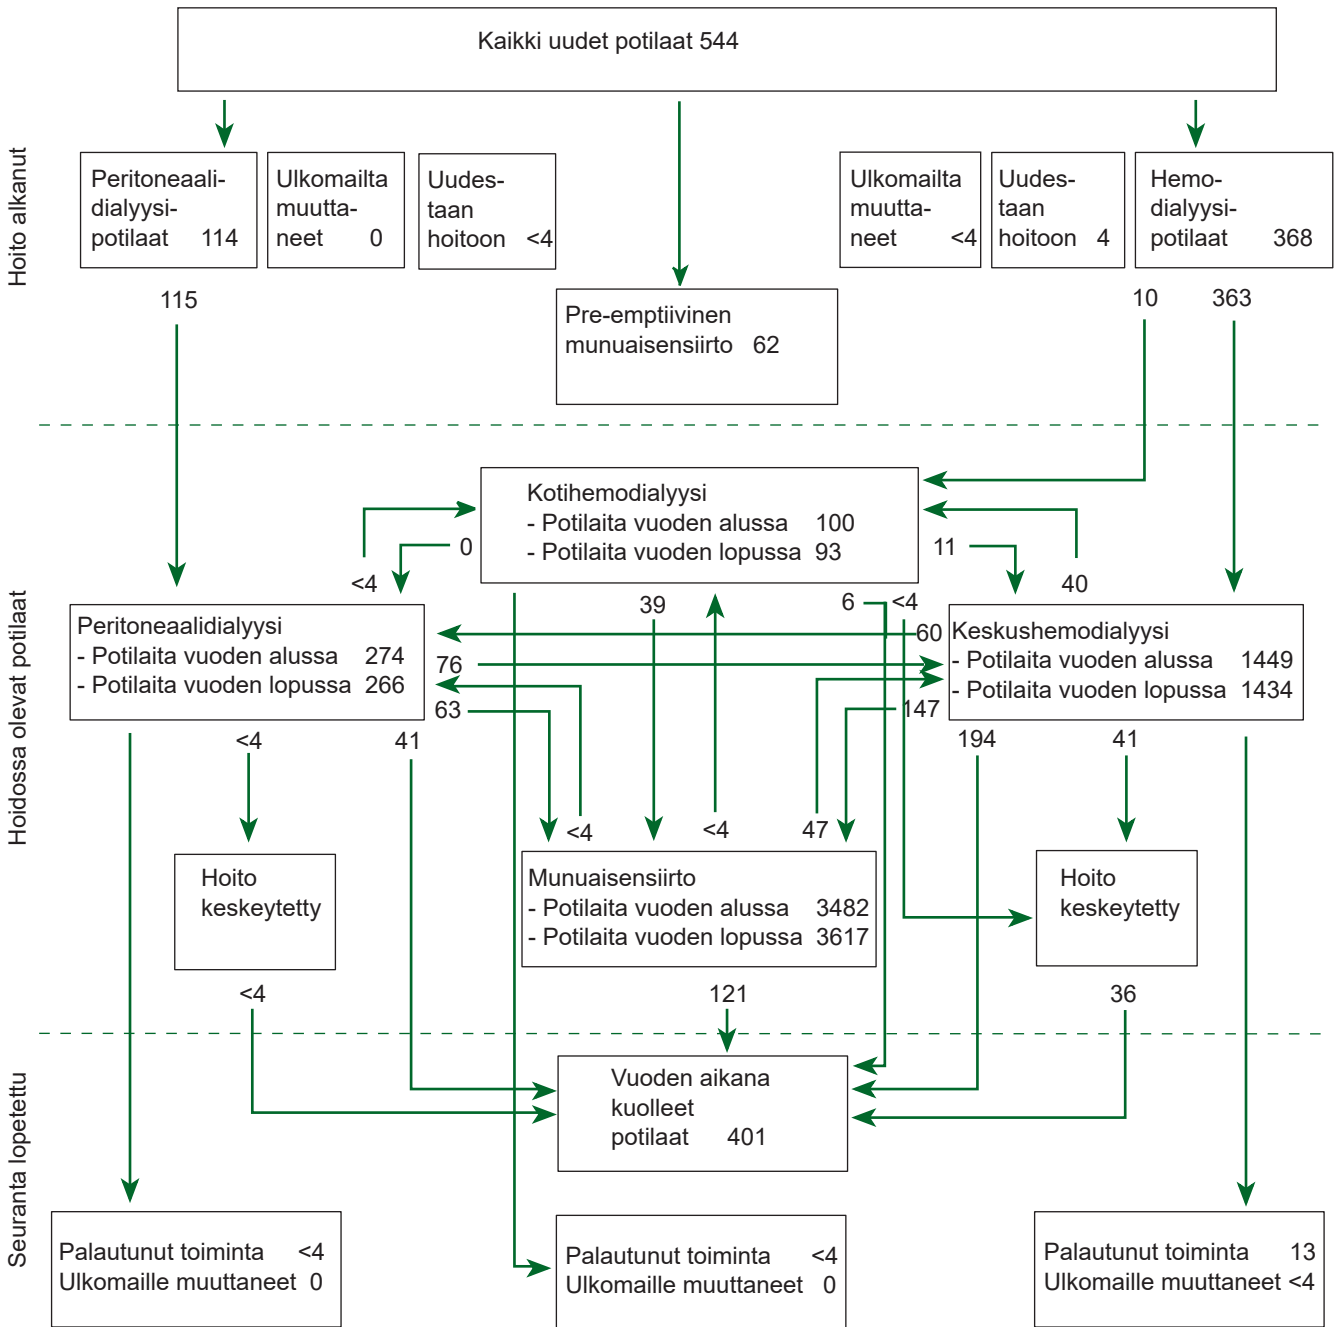 Kaikki uudet potilaat 544
Hoito alkanut
Peritoneaali-
dialyysi-
potilaat 114
Ulkomailta
muutta-
neet 0
Uudes-
taan
hoitoon <4
Ulkomailta
muutta-
neet <4
Uudes-
taan
hoitoon 4
Hemo-
dialyysi-
potilaat 368
115
Pre-emptiivinen
munuaisensiirto 62
10
363
Hoidossa olevat potilaat
Kotihemodialyysi
- Potilaita vuoden alussa 100
- Potilaita vuoden lopussa 93
<4
0
11
40
39
6
<4
Peritoneaalidialyysi
- Potilaita vuoden alussa 274
- Potilaita vuoden lopussa 266
60
76
63
147
Keskushemodialyysi
- Potilaita vuoden alussa 1449
- Potilaita vuoden lopussa 1434
<4
41
194
41
<4
<4
47
Hoito
keskeytetty
Munuaisensiirto
- Potilaita vuoden alussa 3482
- Potilaita vuoden lopussa 3617
Hoito
keskeytetty
<4
121
36
Seuranta lopetettu
Vuoden aikana
kuolleet
potilaat 401
Palautunut toiminta <4
Ulkomaille muuttaneet 0
Palautunut toiminta <4
Ulkomaille muuttaneet 0
Palautunut toiminta 13
Ulkomaille muuttaneet <4